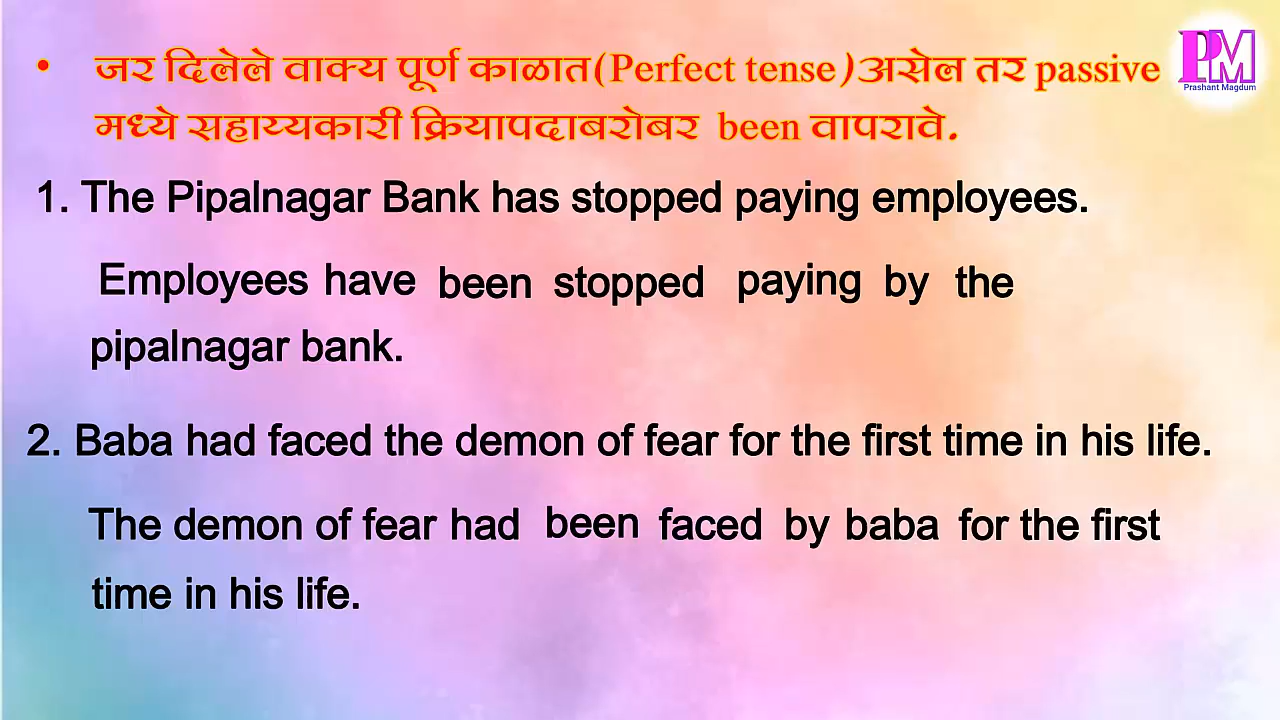 • जर दिलेले वाक्य पूर्ण काळात(Perfect tense)असेल तर passive
मध्ये सहाय्यकारी क्रियापदाबरोबर been वापरावे.
PM
Prashant Magdum
1. The Pipalnagar Bank has stopped paying employees.
Employees have been stopped paying by the
pipalnagar bank.
2. Baba had faced the demon of fear for the first time in his life.
The demon of fear had been faced by baba for the first
time in his life.